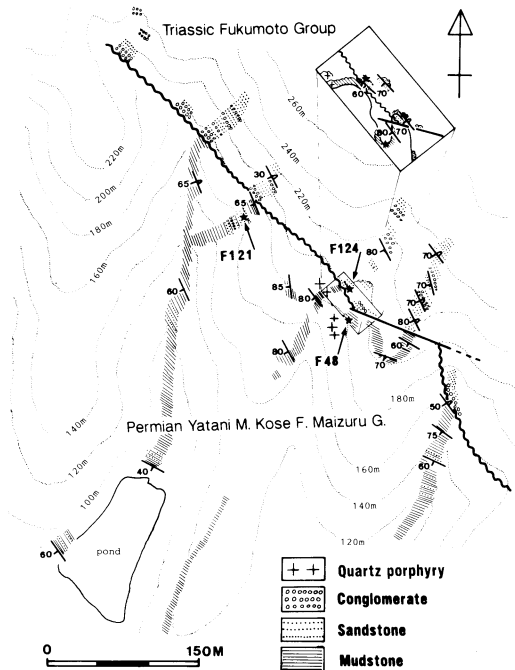 Triassic Fukumoto Group
60
70
80
70
260m
240m
220m
220m
200m
180m
160m
65
30
65
F121
F124
80
70
70
80
85
80
60
F48
80
70
60
180m
50
75
60
Permian Yatani M. Kose F. Maizuru G.
140m
120m
100m
160m
140m
120m
40
60
pond
Quartz porphyry
Conglomerate
Sandstone
Mudstone
0 150M